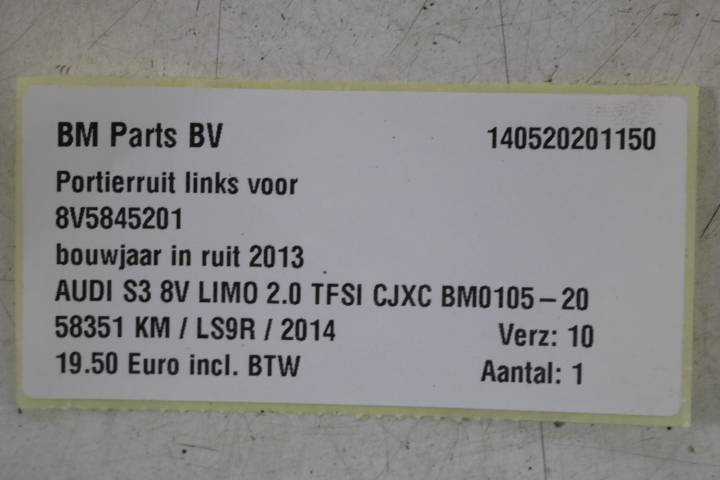 BM Parts BV 140520201150
Portierruit links voor
8V5845201
bouwjaar in ruit 2013
AUDI S3 8V LIMO 2.0 TFSI CJXC BM0105-20
58351 KM / LS9R / 2014 Verz: 10
19.50 Euro incl. BTW Aantal: 1